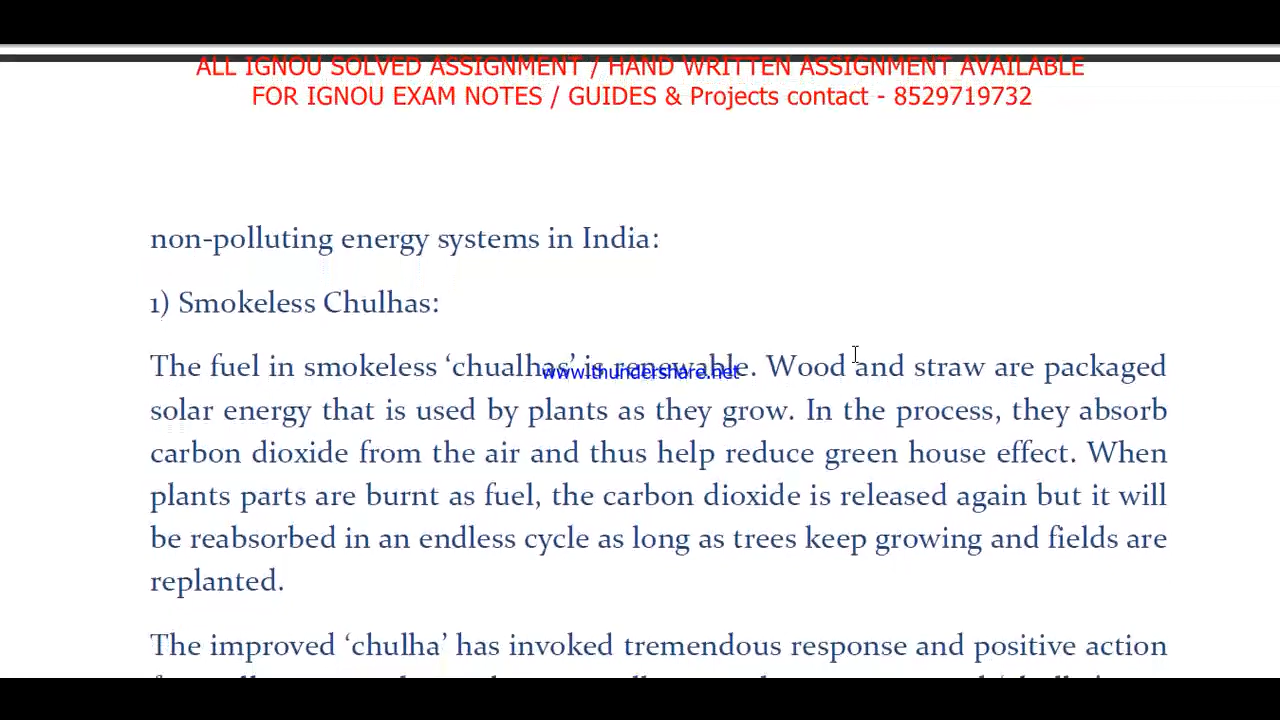 ALL IGNOU SOLVED ASSIGNMENT / HAND WRITTEN ASSIGNMENT AVAILABLE
FOR IGNOU EXAM NOTES / GUIDES & Projects contact - 8529719732
non-polluting energy systems in India:
1) Smokeless Chulhas:
The fuel in smokeless ‘chualhas’ is renewable. Wood and straw are packaged
www.ithundershare.net
solar energy that is used by plants as they grow. In the process, they absorb
carbon dioxide from the air and thus help reduce green house effect. When
plants parts are burnt as fuel, the carbon dioxide is released again but it will
be reabsorbed in an endless cycle as long as trees keep growing and fields are
replanted.
The improved ‘chulha’ has invoked tremendous response and positive action